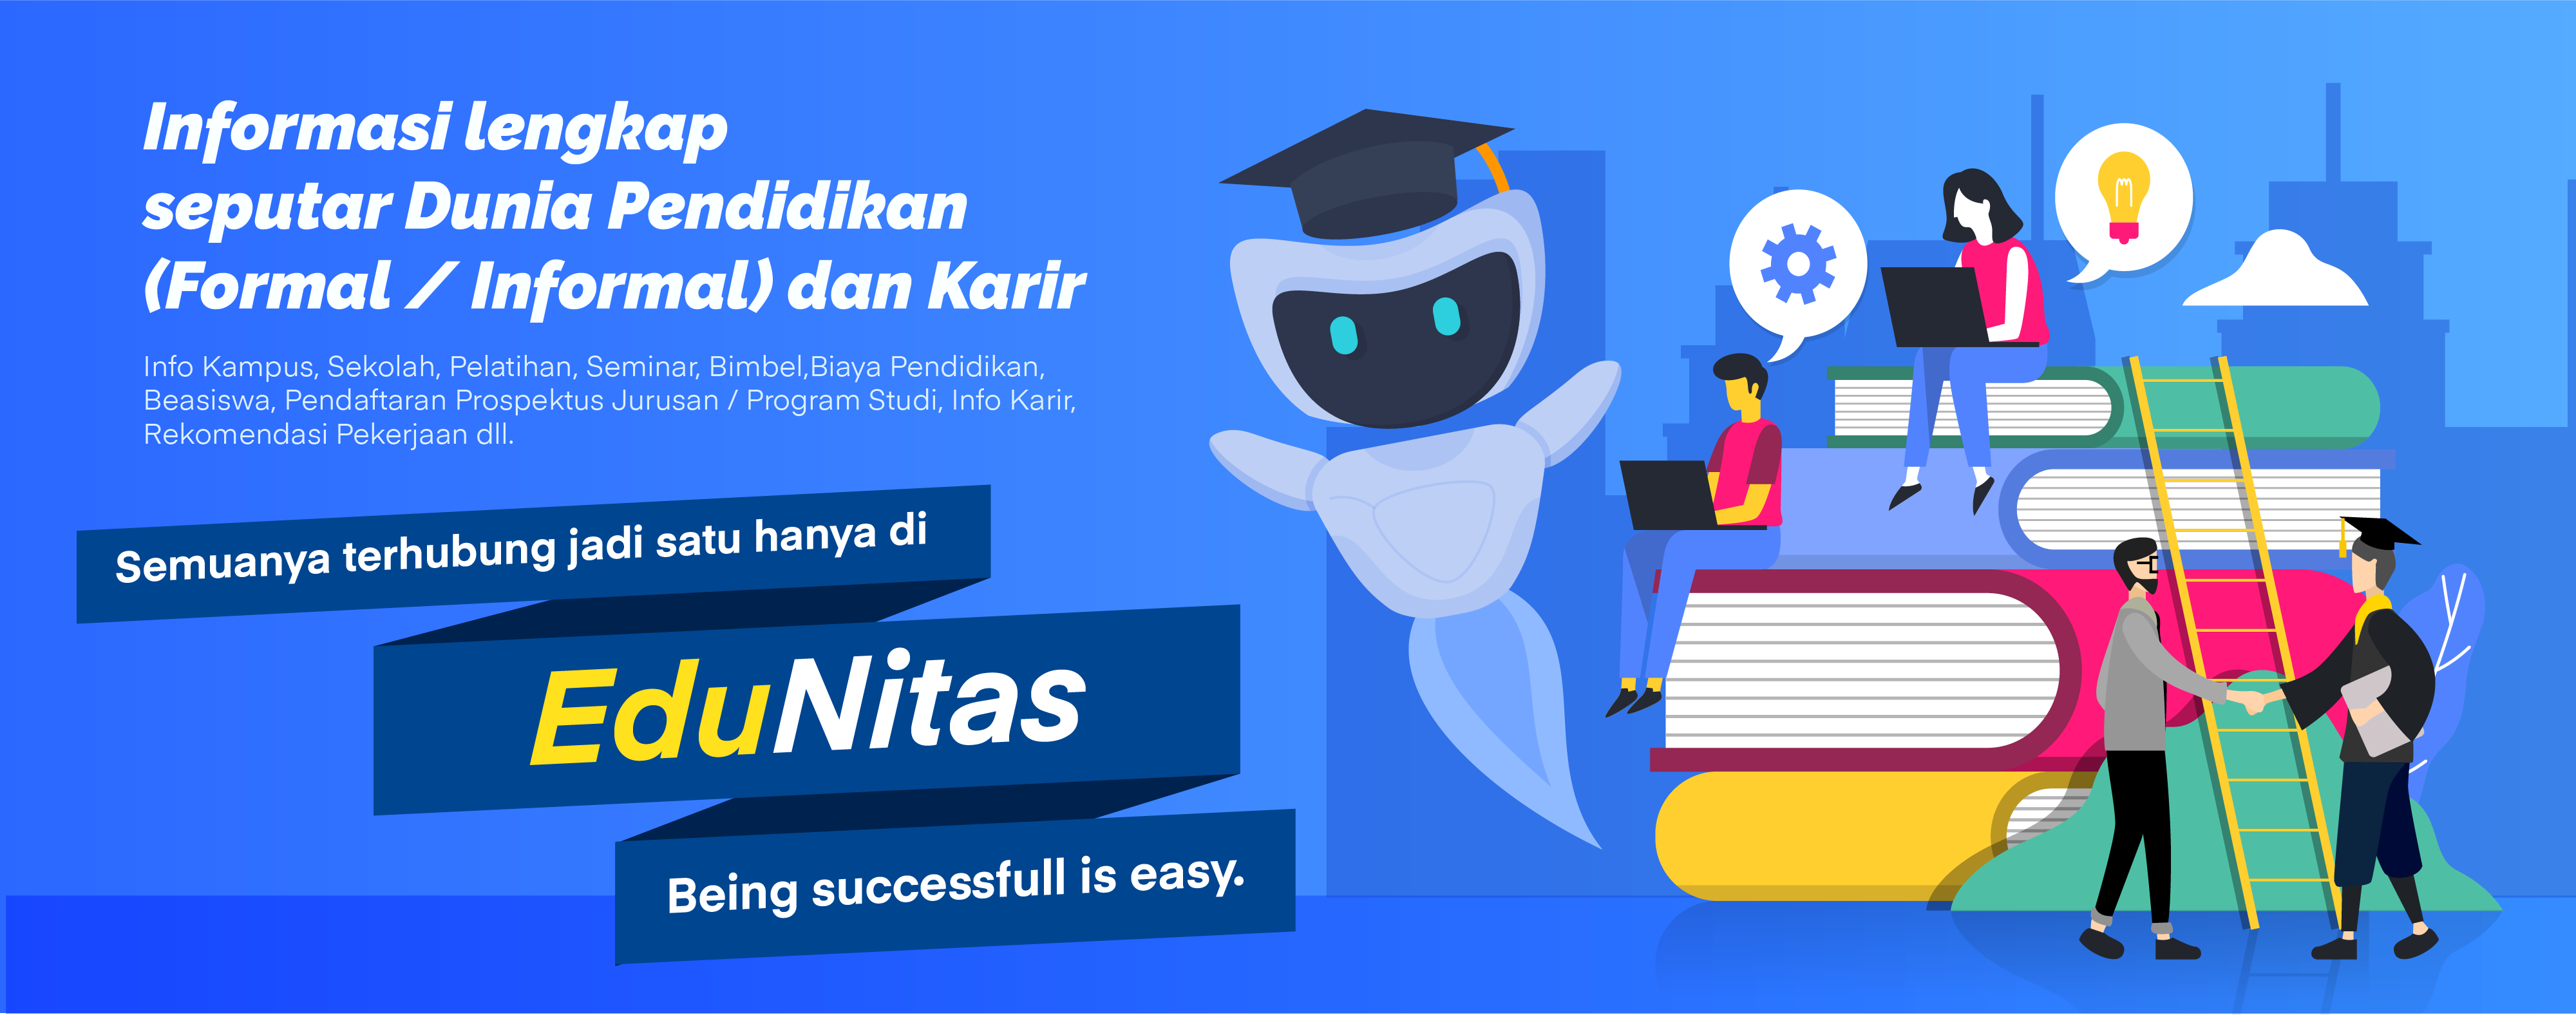 Informasi lengkap
seputar Dunia Pendidikan
(Formal / Informal) dan Karir
Info Kampus, Sekolah, Pelatihan, Seminar, Bimbel,Biaya Pendidikan,
Beasiswa, Pendaftaran Prospektus Jurusan / Program Studi, Info Karir,
Rekomendasi Pekerjaan dll.
Semuanya terhubung jadi satu hanya di
EduNitas
Being successfull is easy.